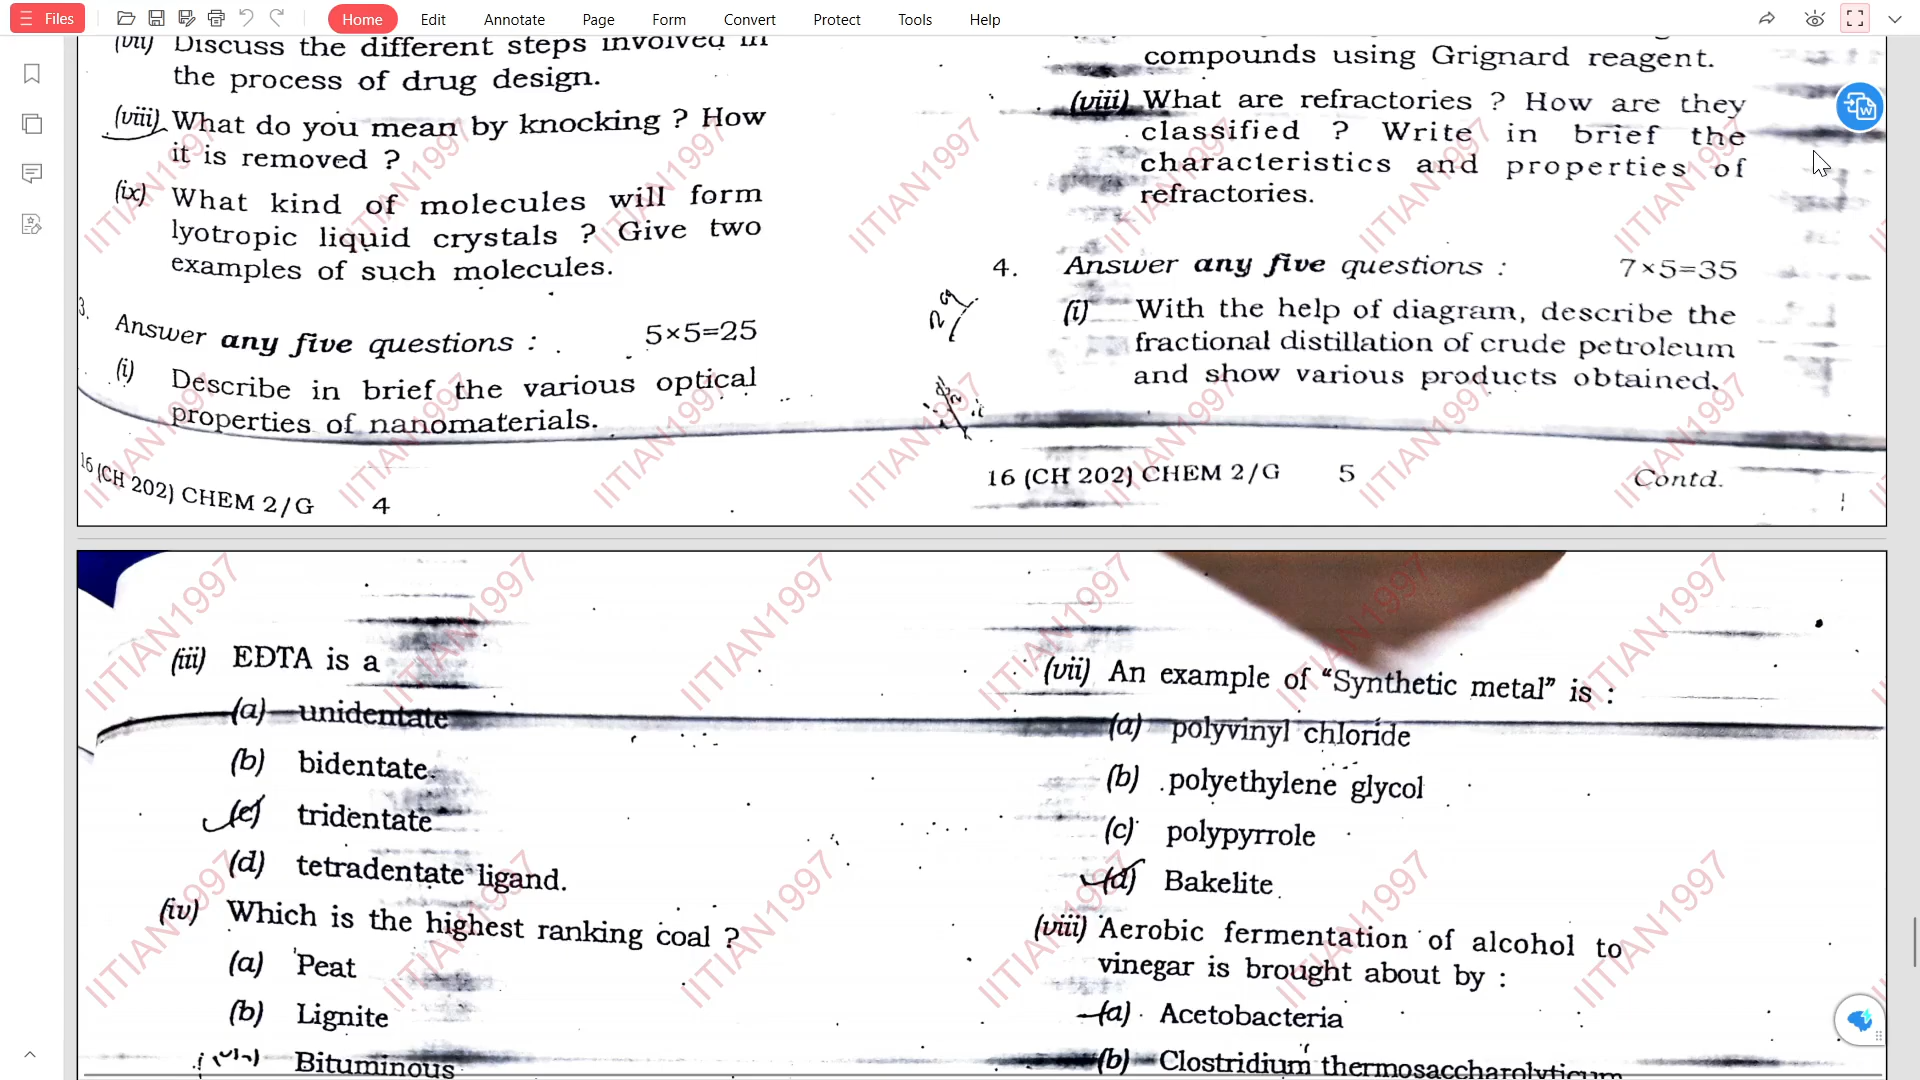 Files
Home
Edit
Annotate
Page
Form
Convert
Protect
Tools
Help
(vii) Discuss the different steps involved in
the process of drug design.
(viii) What do you mean by knocking ? How
it is removed ?
(ix) What kind of molecules will form
lyotropic liquid crystals ? Give two
examples of such molecules.
3. Answer any five questions : 5×5=25
(i) Describe in brief the various optical
properties of nanomaterials.
16 (CH 202) CHEM 2/G 4
compounds using Grignard reagent.
(viii) What are refractories ? How are they
classified ? Write in brief the
characteristics and properties of
refractories.
4. Answer any five questions : 7×5=35
(i) With the help of diagram, describe the
fractional distillation of crude petroleum
and show various products obtained.
16 (CH 202) CHEM 2/G 5 Contd.
(iii) EDTA is a
(a) unidentate
(b) bidentate
(c) tridentate
(d) tetradentate ligand.
(iv) Which is the highest ranking coal ?
(a) Peat
(b) Lignite
Bituminous
(vii) An example of “Synthetic metal” is :
(a) polyvinyl chloride
(b) polyethylene glycol
(c) polypyrrole
(d) Bakelite
(viii) Aerobic fermentation of alcohol to
vinegar is brought about by :
(a) Acetobacteria
(b) Clostridium thermosaccharolyticum
IITIAN1997